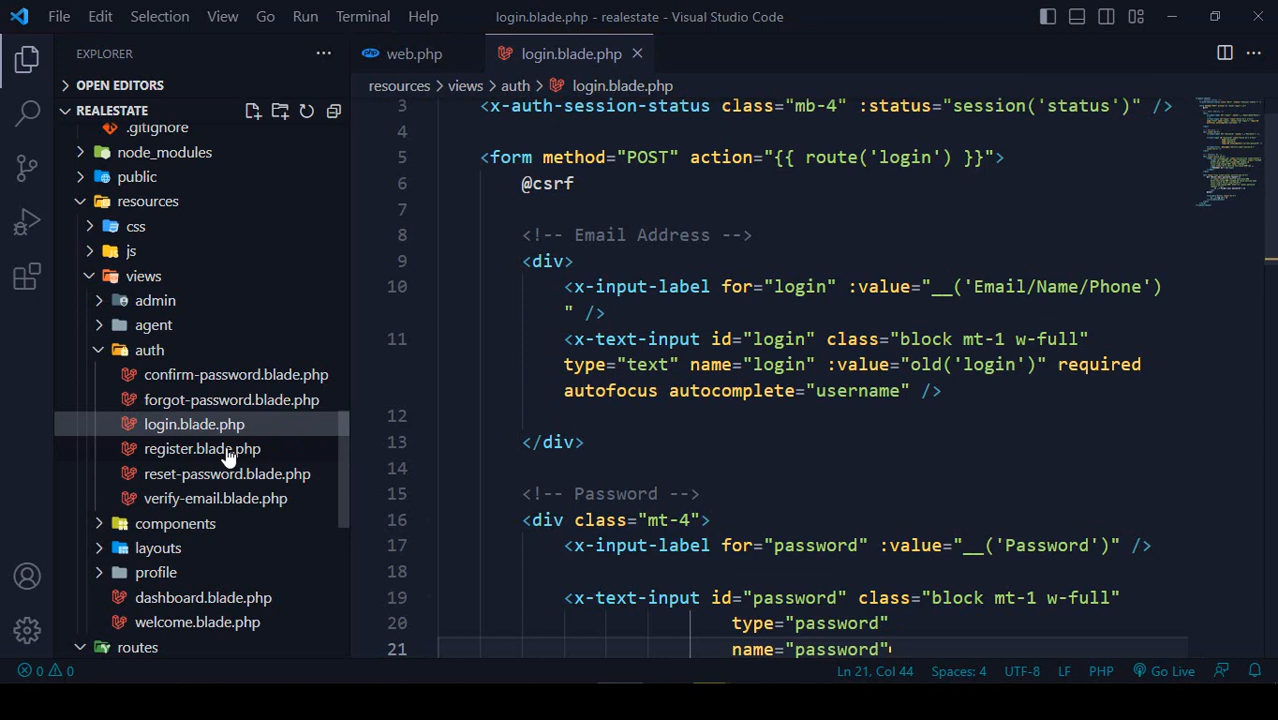 File Edit Selection View Go Run Terminal Help login.blade.php - realestate - Visual Studio Code
EXPLORER
OPEN EDITORS
REALESTATE
.gitignore
node_modules
public
resources
css
js
views
admin
agent
auth
confirm-password.blade.php
forgot-password.blade.php
login.blade.php
register.blade.php
reset-password.blade.php
verify-email.blade.php
components
layouts
profile
dashboard.blade.php
welcome.blade.php
routes
web.php login.blade.php
resources > views > auth > login.blade.php
3 <x-auth-session-status class="mb-4" :status="session('status')" />
4
5 <form method="POST" action="{{ route('login') }}">
6 @csrf
7
8 <!-- Email Address -->
9 <div>
10 <x-input-label for="login" :value="__('Email/Name/Phone')
" />
11 <x-text-input id="login" class="block mt-1 w-full"
type="text" name="login" :value="old('login')" required
autofocus autocomplete="username" />
12
13 </div>
14
15 <!-- Password -->
16 <div class="mt-4">
17 <x-input-label for="password" :value="__('Password')" />
18
19 <x-text-input id="password" class="block mt-1 w-full"
20 type="password"
21 name="password"
0 0 Ln 21, Col 44 Spaces: 4 UTF-8 LF PHP Go Live